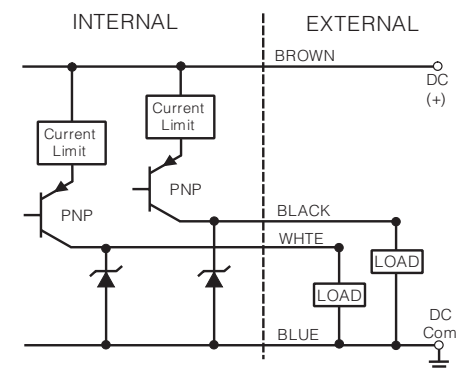 INTERNAL
EXTERNAL
BROWN
DC
(+)
Current
Limit
Current
Limit
PNP
PNP
BLACK
WHTE
LOAD
LOAD
BLUE
DC
Com